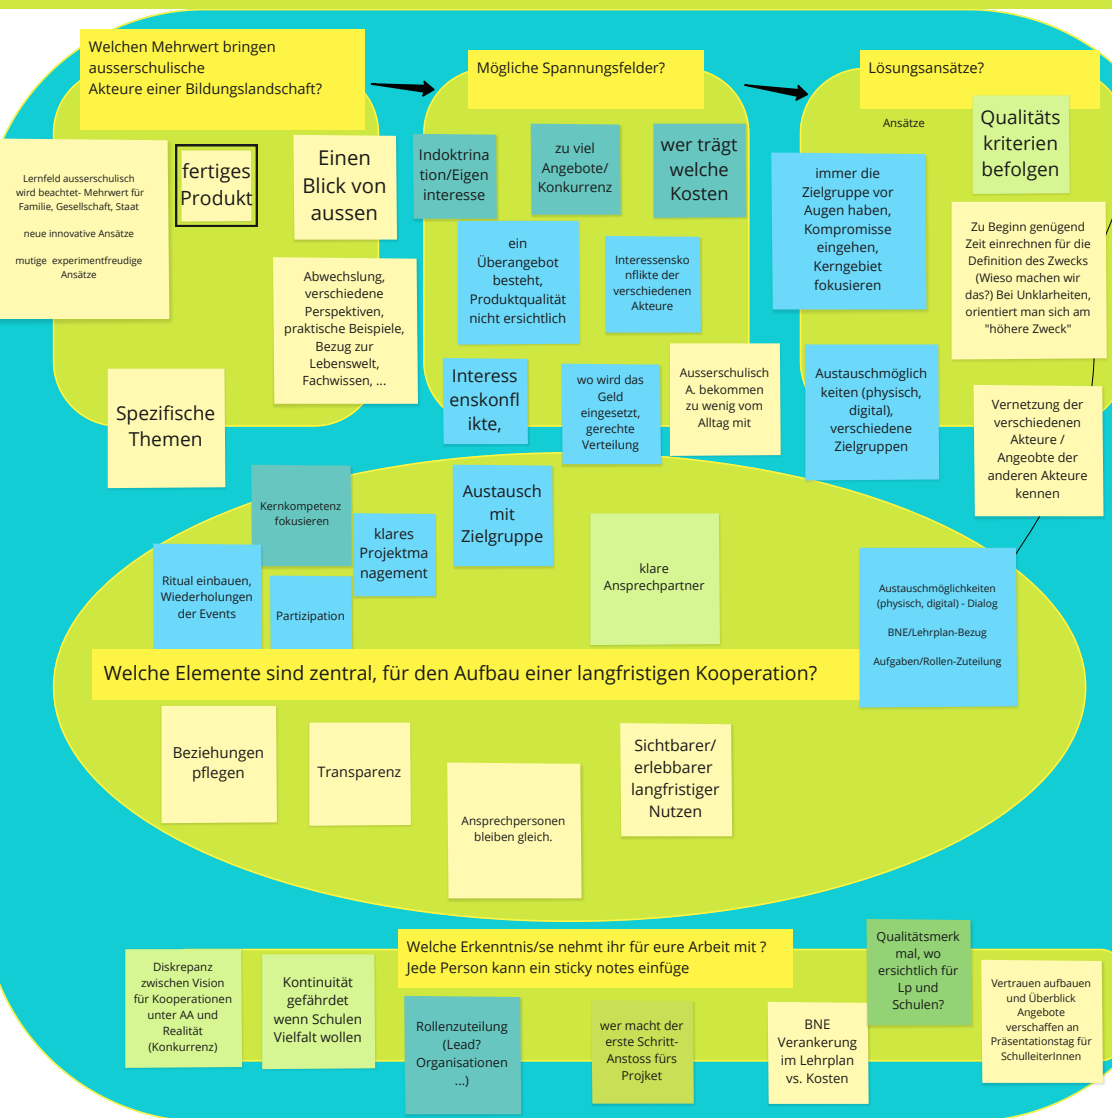 Welchen Mehrwert bringen
ausserschulische
Akteure einer Bildungslandschaft?
Lernfeld ausserschulisch
wird beachtet- Mehrwert für
Familie, Gesellschaft, Staat
neue innovative Ansätze
mutige experimentfreudige
Ansätze
fertiges
Produkt
Einen
Blick von
aussen
Abwechslung,
verschiedene
Perspektiven,
praktische Beispiele,
Bezug zur
Lebenswelt,
Fachwissen, ...
Spezifische
Themen
Mögliche Spannungsfelder?
Indoktrina
tion/Eigen
interesse
zu viel
Angebote/
Konkurrenz
wer trägt
welche
Kosten
ein
Überangebot
besteht,
Produktqualität
nicht ersichtlich
Interessensko
nflikte der
verschiedenen
Akteure
Interess
enskonfl
ikte,
wo wird das
Geld
eingesetzt,
gerechte
Verteilung
Ausserschulisch
A. bekommen
zu wenig vom
Alltag mit
Lösungsansätze?
Ansätze
Qualitäts
kriterien
befolgen
immer die
Zielgruppe vor
Augen haben,
Kompromisse
eingehen,
Kerngebiet
fokusieren
Zu Beginn genügend
Zeit einrechnen für die
Definition des Zwecks
(Wieso machen wir
das?) Bei Unklarheiten,
orientiert man sich am
"höhere Zweck"
Austauschmöglich
keiten (physisch,
digital),
verschiedene
Zielgruppen
Vernetzung der
verschiedenen
Akteure /
Angeobte der
anderen Akteure
kennen
Kernkompetenz
fokusieren
Austausch
mit
Zielgruppe
klares
Projektma
nagement
Ritual einbauen,
Wiederholungen
der Events
Partizipation
klare
Ansprechpartner
Austauschmöglichkeiten
(physisch, digital) - Dialog
BNE/Lehrplan-Bezug
Aufgaben/Rollen-Zuteilung
Welche Elemente sind zentral, für den Aufbau einer langfristigen Kooperation?
Beziehungen
pflegen
Transparenz
Ansprechpersonen
bleiben gleich.
Sichtbarer/
erlebbarer
langfristiger
Nutzen
Welche Erkenntnis/se nehmt ihr für eure Arbeit mit ?
Jede Person kann ein sticky notes einfüge
Diskrepanz
zwischen Vision
für Kooperationen
unter AA und
Realität
(Konkurrenz)
Kontinuität
gefährdet
wenn Schulen
Vielfalt wollen
Rollenzuteilung
(Lead?
Organisationen
...)
wer macht der
erste Schritt-
Anstoss fürs
Projket
BNE
Verankerung
im Lehrplan
vs. Kosten
Qualitätsmerk
mal, wo
ersichtlich für
Lp und
Schulen?
Vertrauen aufbauen
und Überblick
Angebote
verschaffen an
Präsentationstag für
SchulleiterInnen